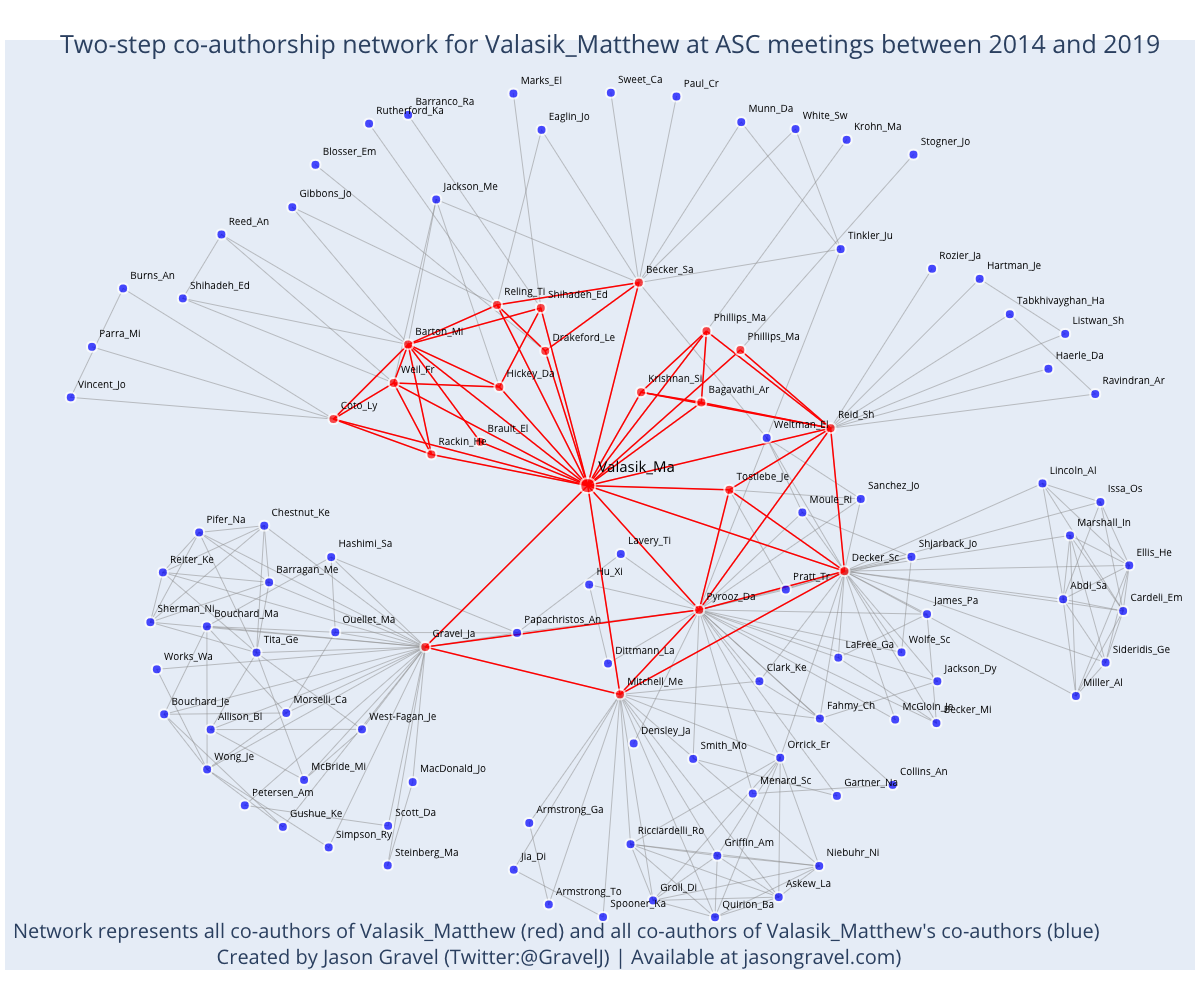 Two-step co-authorship network for Valasik_Matthew at ASC meetings between 2014 and 2019
Marks_El
Sweet_Ca
Paul_Cr
Barranco_Ra
Rutherford_Ka
Eaglin_Jo
Munn_Da
White_Sw
Krohn_Ma
Stogner_Jo
Blosser_Em
Jackson_Me
Gibbons_Jo
Reed_An
Tinkler_Ju
Burns_An
Shihadeh_Ed
Becker_Sa
Rozier_Ja
Hartman_Je
Reling_Ti
Shihadeh_Ed
Tabkhivayghan_Ha
Listwan_Sh
Parra_Mi
Barton_Mi
Drakeford_Le
Phillips_Ma
Phillips_Ma
Haerle_Da
Vincent_Jo
Weil_Fr
Hickey_Da
Krishnan_Si
Bagavathi_Ar
Ravindran_Ar
Coto_Ly
Reid_Sh
Brault_El
Weitman_El
Rackin_He
Valasik_Ma
Tostlebe_Je
Sanchez_Jo
Lincoln_Al
Moule_Ri
Issa_Os
Pifer_Na
Chestnut_Ke
Marshall_In
Hashimi_Sa
Lavery_Ti
Shjarback_Jo
Decker_Sc
Ellis_He
Reiter_Ke
Barragan_Me
Hu_Xi
Pratt_Tr
Abdi_Sa
Cardeli_Em
Sherman_Ni
Bouchard_Ma
Pyrooz_Da
James_Pa
Ouellet_Ma
Papachristos_An
Gravel_Ja
Tita_Ge
LaFree_Ga
Wolfe_Sc
Sideridis_Ge
Works_Wa
Dittmann_La
Clark_Ke
Jackson_Dy
Mitchell_Me
Miller_Al
Bouchard_Je
Morselli_Ca
Allison_Bl
West-Fagan_Je
Fahmy_Ch
McGloin_Je
Becker_Mi
Densley_Ja
Smith_Mo
Orrick_Er
Wong_Je
McBride_Mi
MacDonald_Jo
Menard_Sc
Gartner_Na
Collins_An
Petersen_Am
Gushue_Ke
Scott_Da
Armstrong_Ga
Simpson_Ry
Ricciardelli_Ro
Griffin_Am
Niebuhr_Ni
Steinberg_Ma
Jia_Di
Armstrong_To
Spooner_Ka
Groll_Di
Quirion_Ba
Askew_La
Network represents all co-authors of Valasik_Matthew (red) and all co-authors of Valasik_Matthew's co-authors (blue)
Created by Jason Gravel (Twitter:@GravelJ) | Available at jasongravel.com)